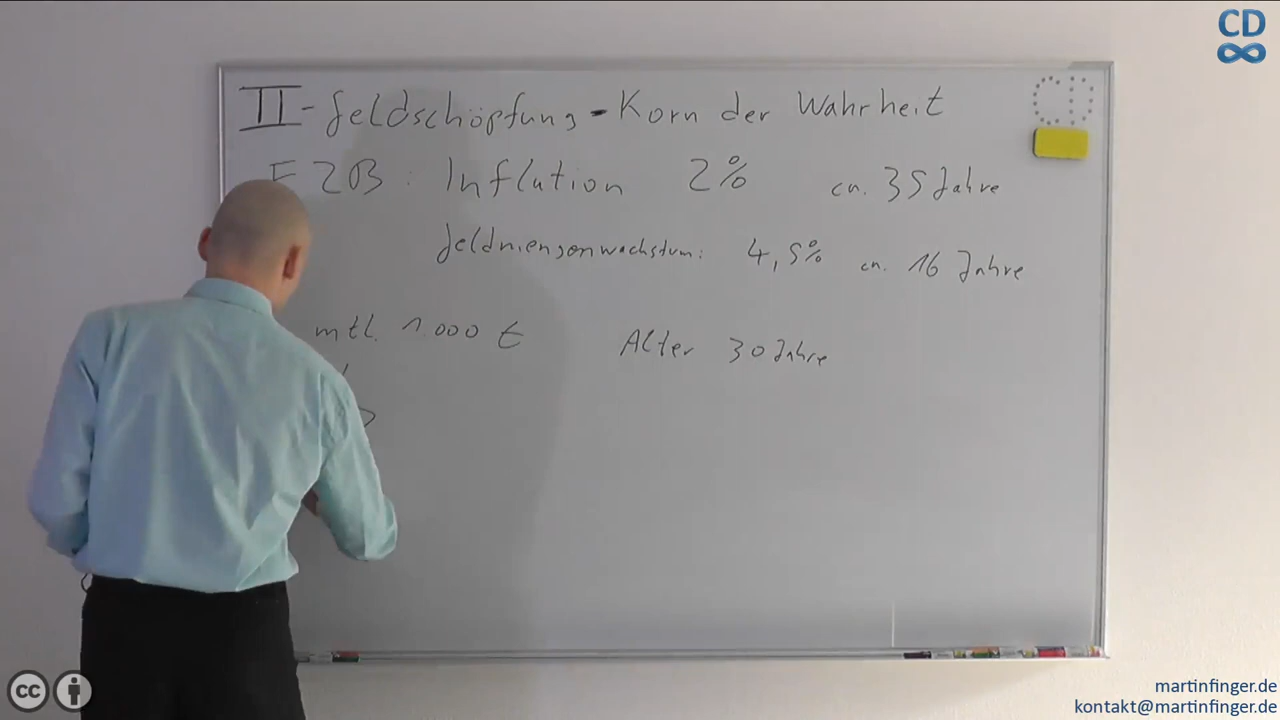 CD
II - Geldschöpfung - Korn der Wahrheit
EZB: Inflation 2% ca. 35 Jahre
Geldmengenwachstum: 4,5% ca. 16 Jahre
mtl. 1.000 € Alter 30 Jahre
cc
martinfinger.de
kontakt@martinfinger.de